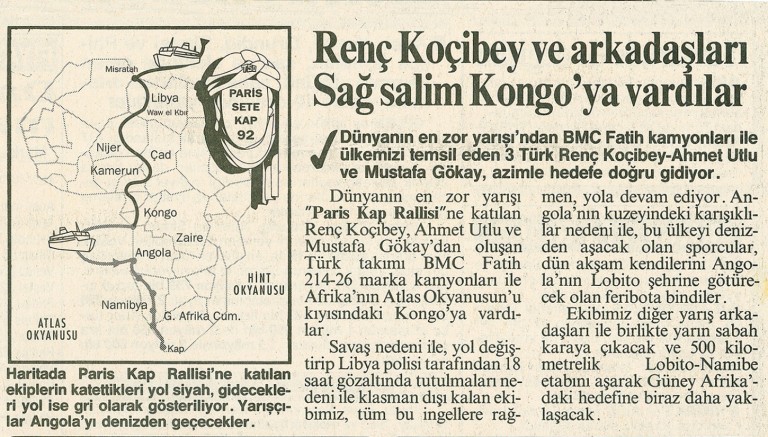 Renç Koçibey ve arkadaşları
Sağ salim Kongo'ya vardılar
✓ Dünyanın en zor yarışı'ndan BMC Fatih kamyonları ile
ülkemizi temsil eden 3 Türk Renç Koçibey-Ahmet Utlu
ve Mustafa Gökay, azimle hedefe doğru gidiyor.
Misratah
Libya
Waw el Kbır
Nijer
Çad
Kamerun
Kongo
Zaire
Angola
Namibya
G. Afrika Cum.
Kap
HİNT
OKYANUSU
ATLAS
OKYANUSU
PARİS
SETE
KAP
92
Haritada Paris Kap Rallisi'ne katılan
ekiplerin katettikleri yol siyah, gidecekle-
ri yol ise gri olarak gösteriliyor. Yarışçı-
lar Angola'yı denizden geçecekler.
Dünyanın en zor yarışı
"Paris Kap Rallisi"ne katılan
Renç Koçibey, Ahmet Utlu ve
Mustafa Gökay'dan oluşan
Türk takımı BMC Fatih
214-26 marka kamyonları ile
Afrika'nın Atlas Okyanusun'u
kıyısındaki Kongo'ya vardı-
lar.
Savaş nedeni ile, yol değiş-
tirip Libya polisi tarafından 18
saat gözaltında tutulmaları ne-
deni ile klasman dışı kalan eki-
bimiz, tüm bu ingellere rağ-
men, yola devam ediyor. An-
gola'nın kuzeyindeki karışıklı-
lar nedeni ile, bu ülkeyi deniz-
den aşacak olan sporcular,
dün akşam kendilerini Ango-
la'nın Lobito şehrine götüre-
cek olan feribota bindiler.
Ekibimiz diğer yarış arka-
daşları ile birlikte yarın sabah
karaya çıkacak ve 500 kilo-
metrelik Lobito-Namibe
etabını aşarak Güney Afrika'-
daki hedefine biraz daha yak-
laşacak.